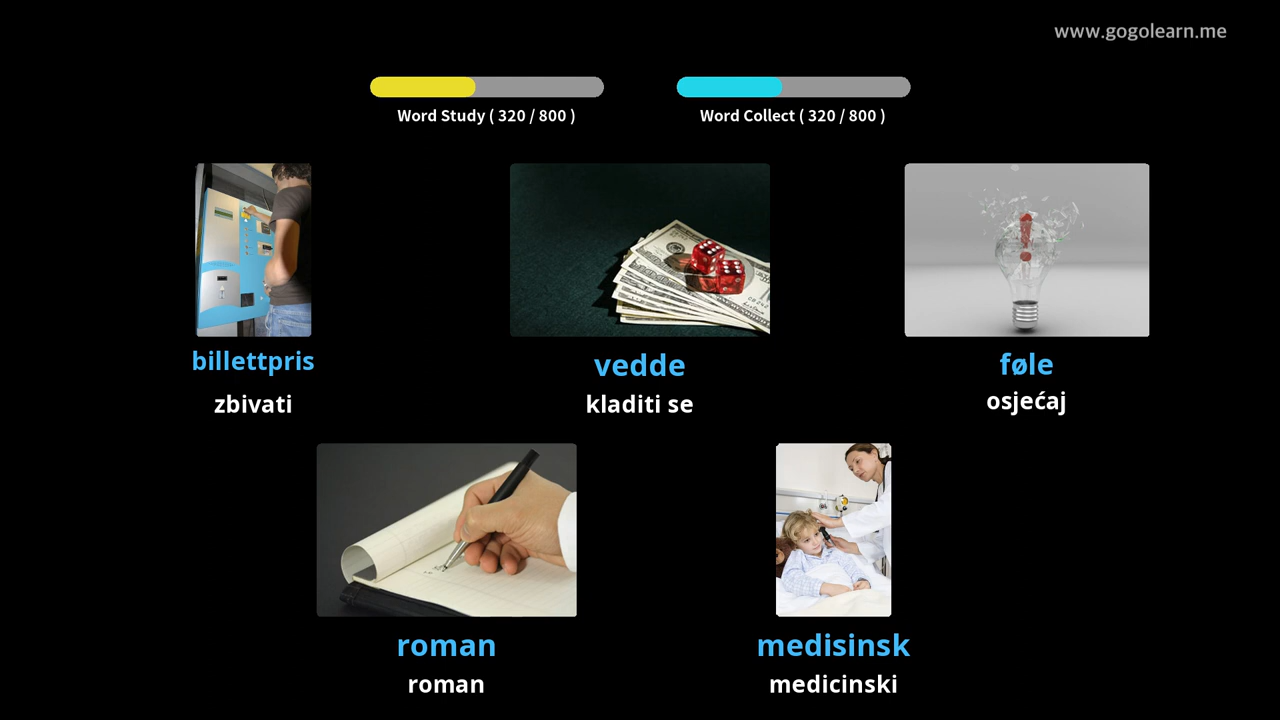 www.gogolearn.me
Word Study ( 320 / 800 )
Word Collect ( 320 / 800 )
billettpris
zbivati
vedde
kladiti se
føle
osjećaj
roman
roman
medisinsk
medicinski